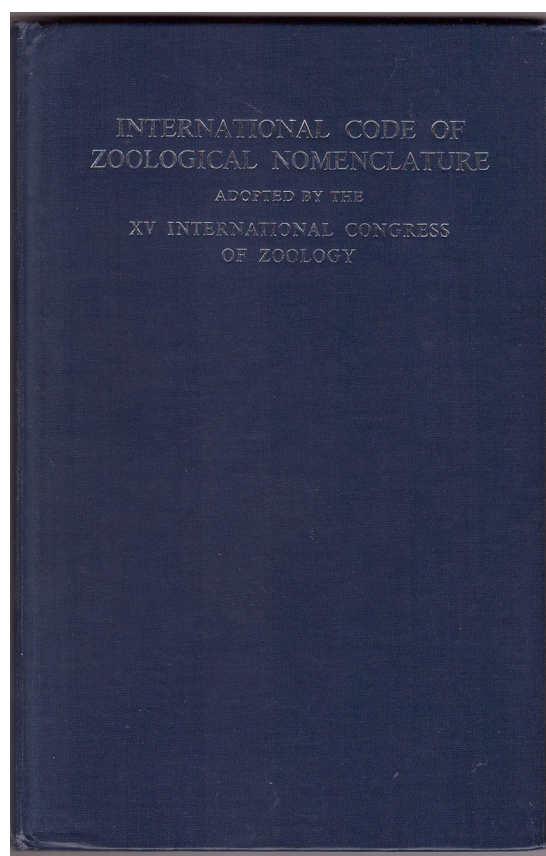 INTERNATIONAL CODE OF
ZOOLOGICAL NOMENCLATURE
ADOPTED BY THE
XV INTERNATIONAL CONGRESS
OF ZOOLOGY